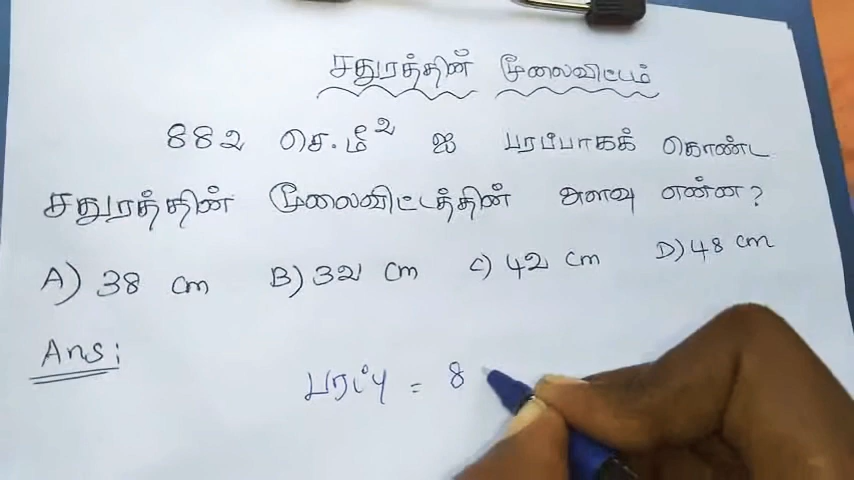 சதுரத்தின் மூலைவிட்டம்
882 செ.மீ² ஐ பரப்பாகக் கொண்ட
சதுரத்தின் மூலைவிட்டத்தின் அளவு என்ன?
A) 38 cm B) 32 cm C) 42 cm D) 48 cm
Ans:
பரப்பு = 8